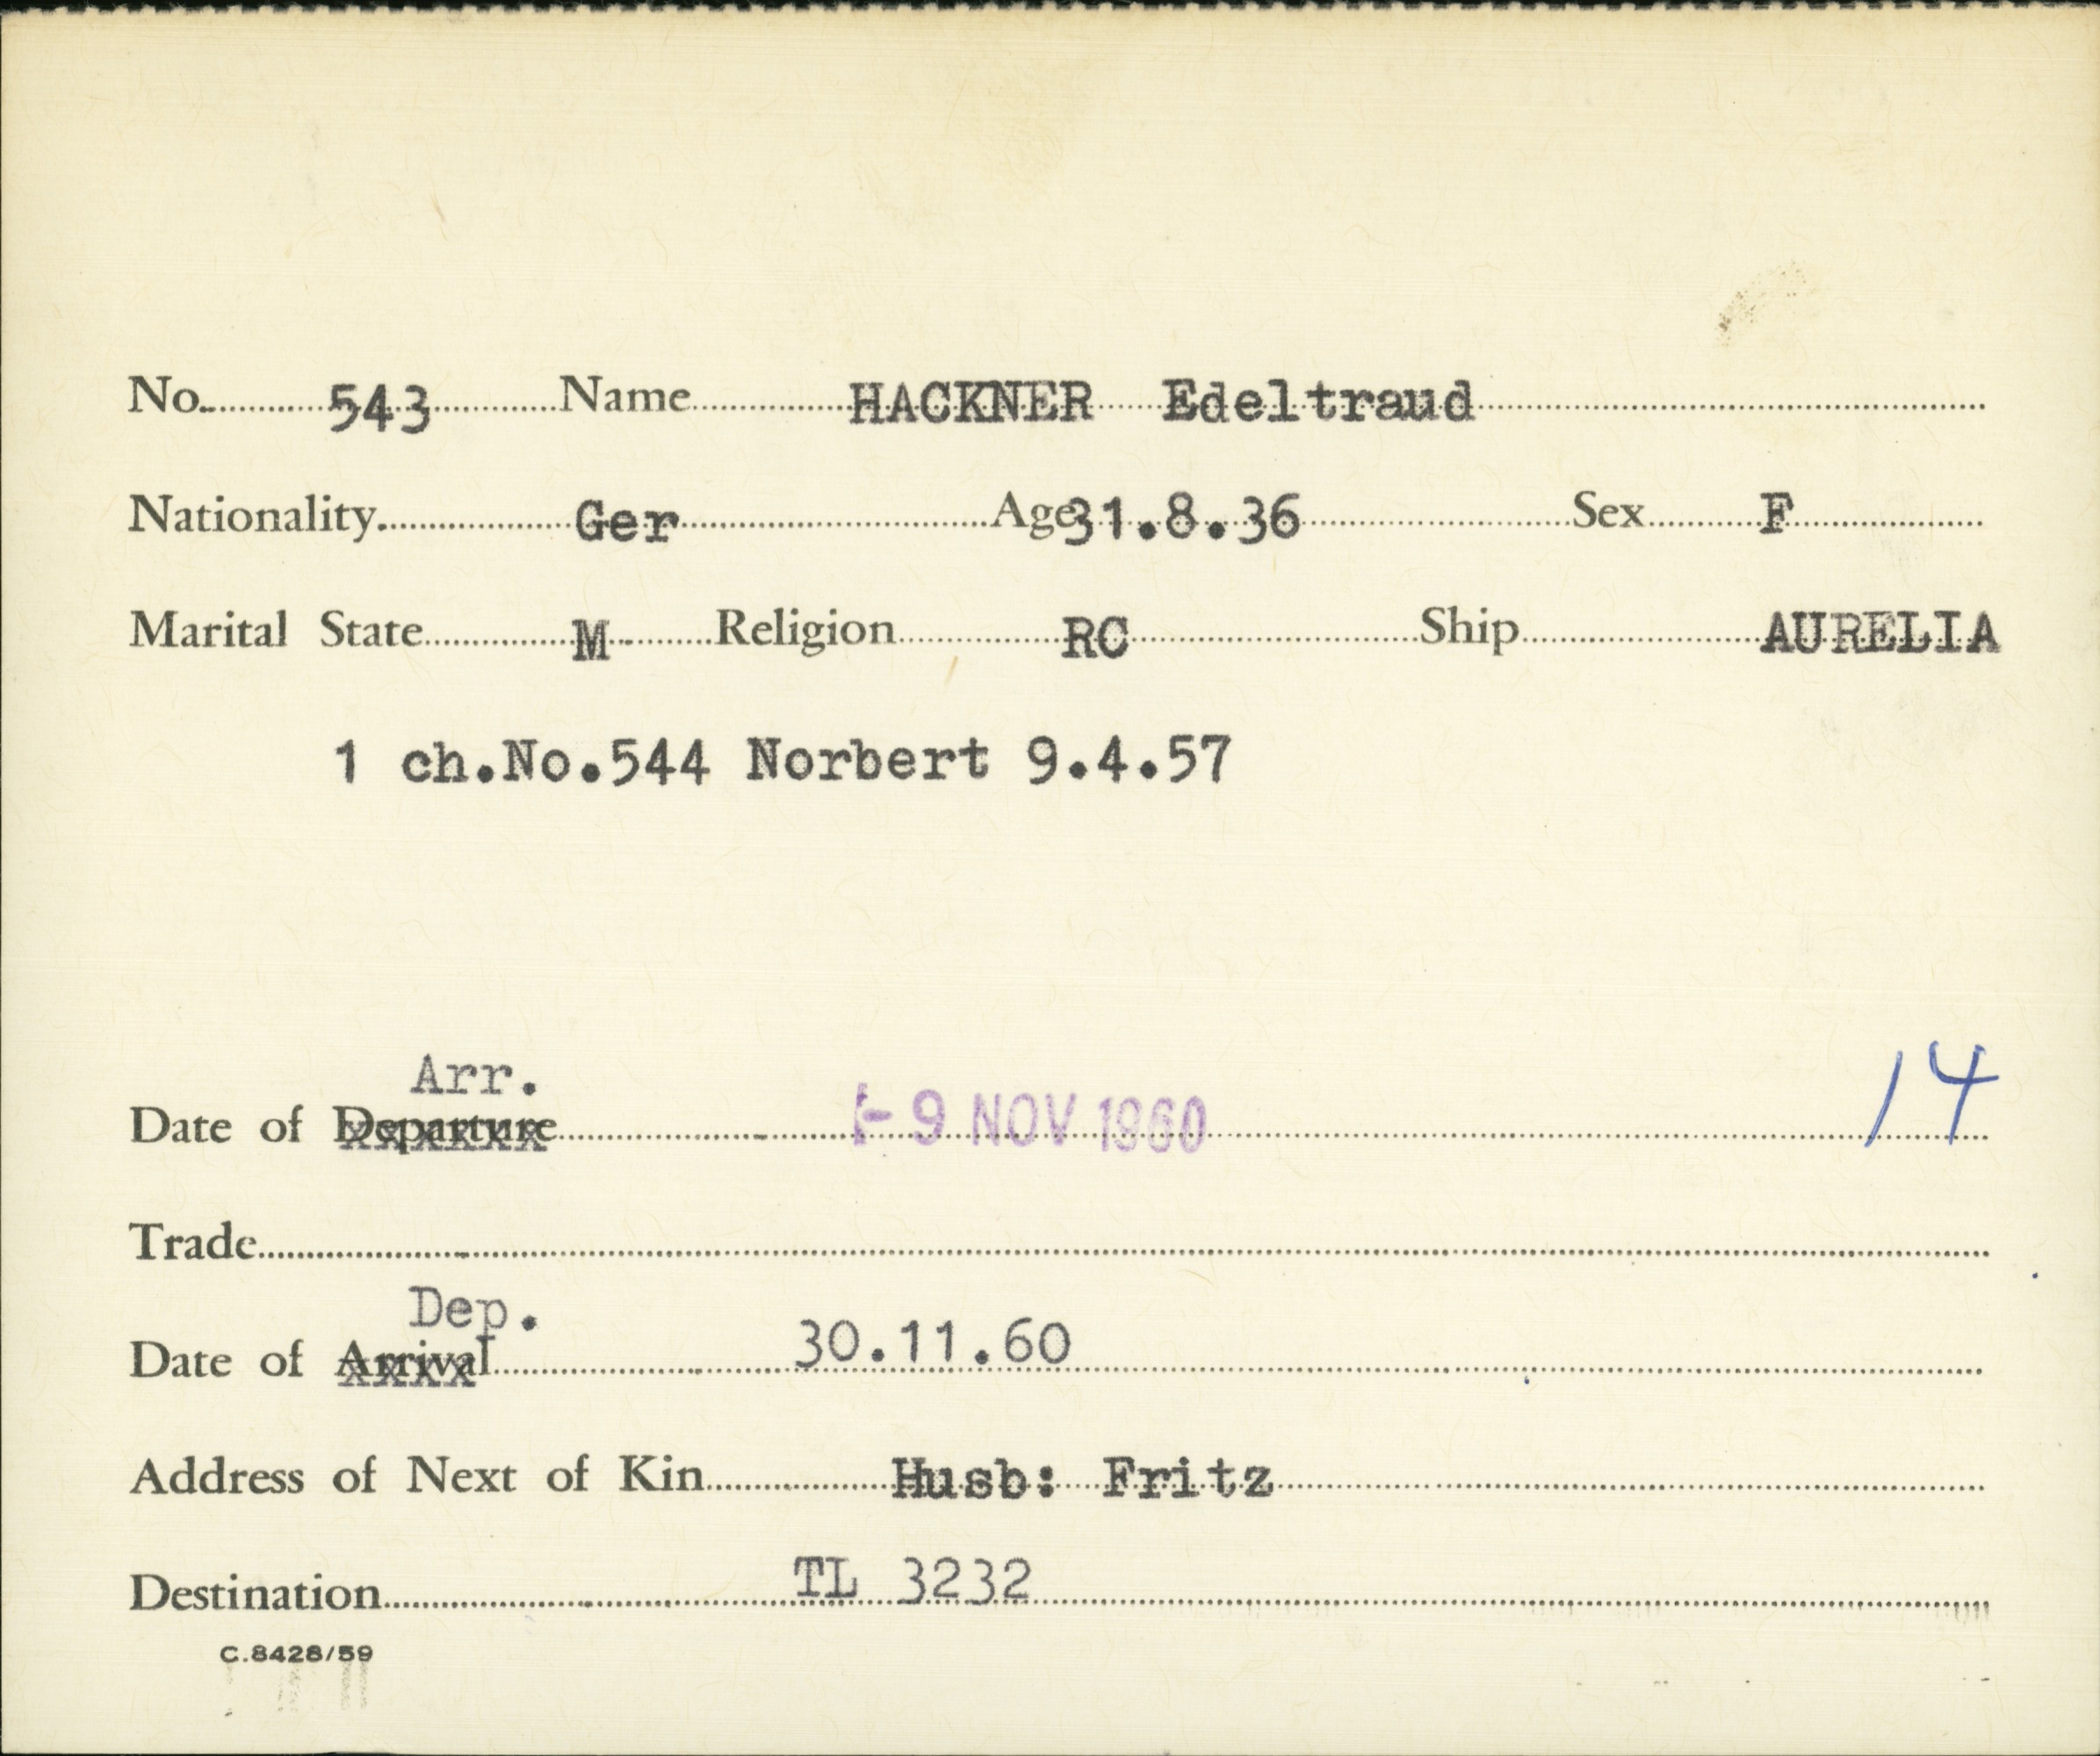 No. 543 Name HACKNER Edeltraud
Nationality. Ger Age 31.8.36 Sex F
Marital State M Religion RC Ship AURELIA
1 ch.No.544 Norbert 9.4.57
Arr.
Date of Departure - 9 NOV 1960 14
Trade
Dep.
Date of Arrival 30.11.60
Address of Next of Kin Husb: Fritz
Destination TL 3232
C.8428/59